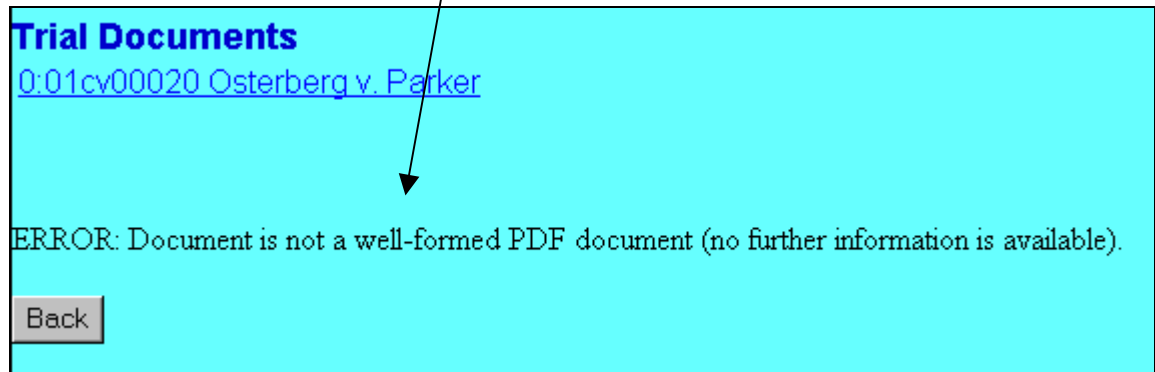 Trial Documents
0:01cv00020 Osterberg v. Parker
ERROR: Document is not a well-formed PDF document (no further information is available).
Back